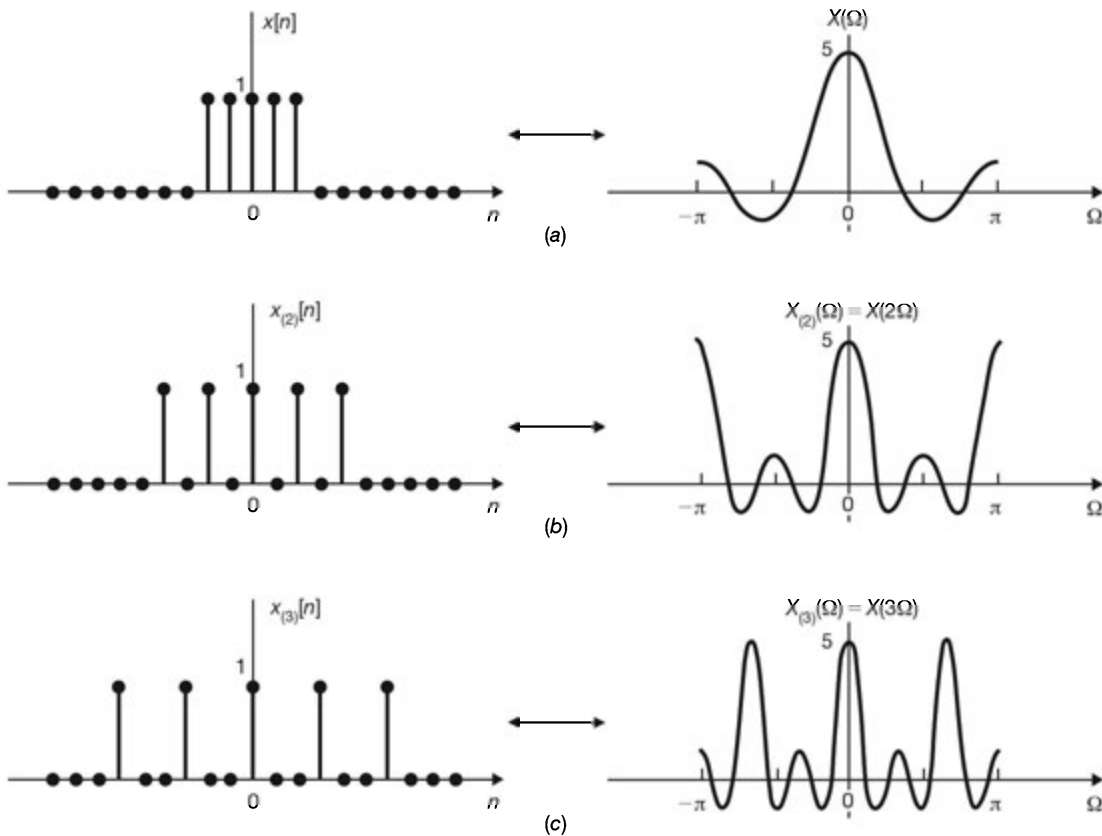 x[n]
X(Ω)
1
5
0
n
−π
0
π
Ω
(a)
x(2)[n]
X(2)(Ω) = X(2Ω)
1
5
0
n
−π
0
π
Ω
(b)
x(3)[n]
X(3)(Ω) = X(3Ω)
1
5
0
n
−π
0
π
Ω
(c)